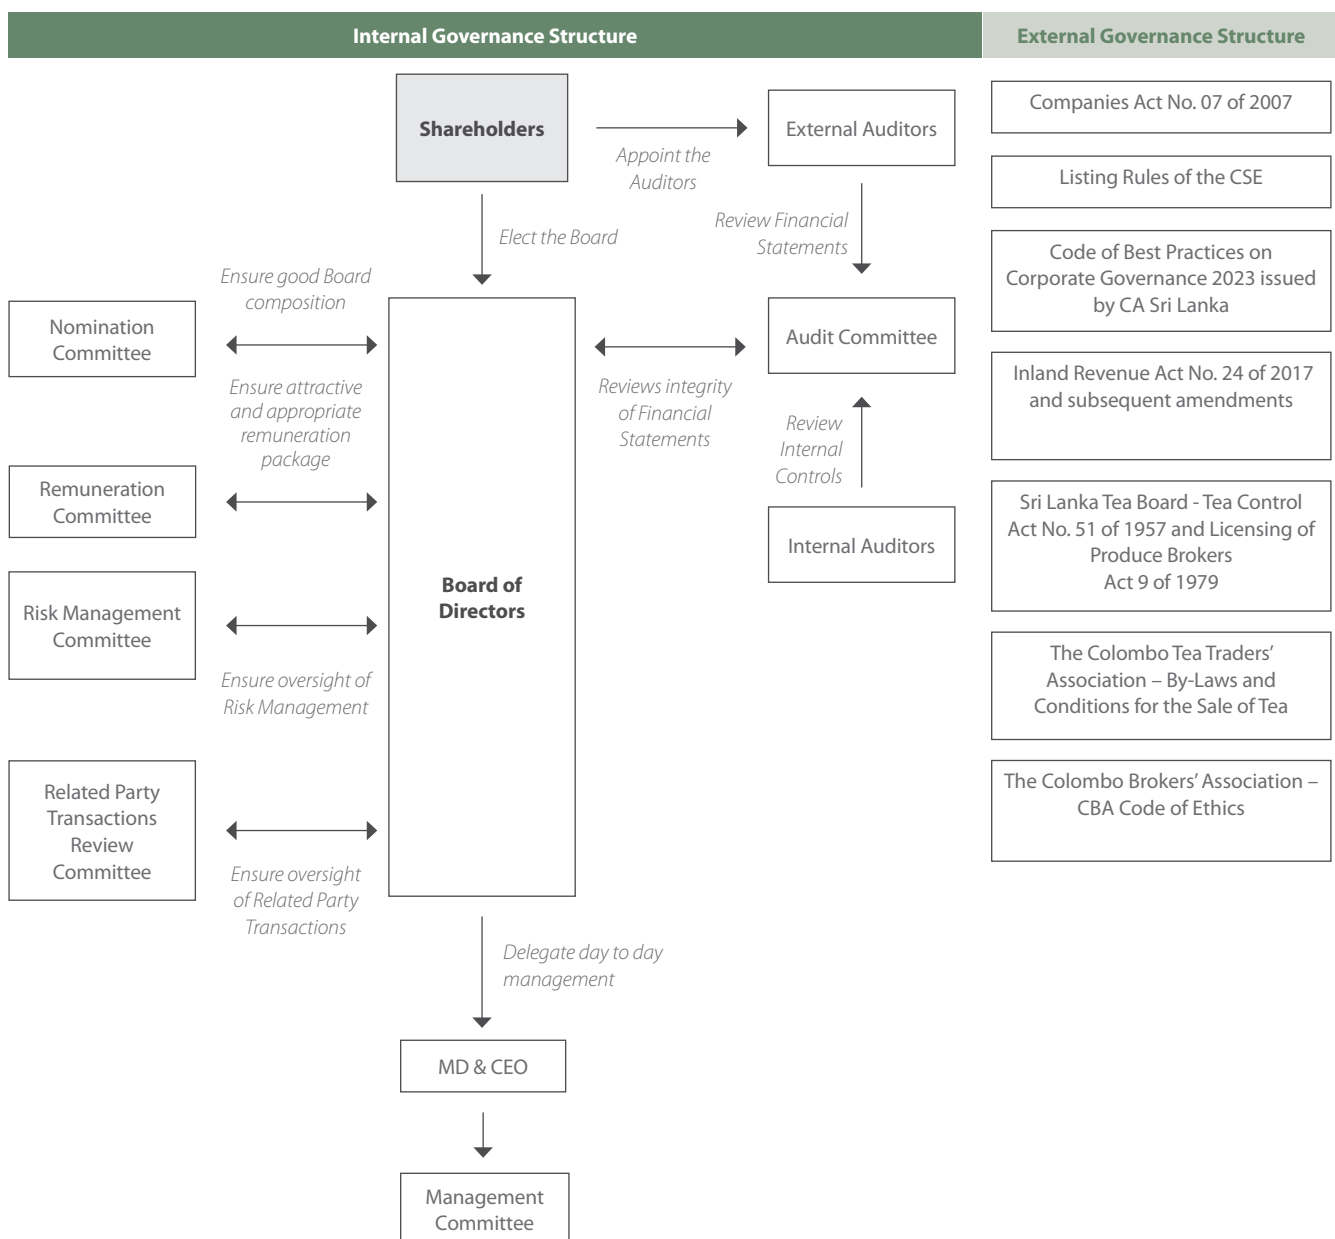 Internal Governance Structure
External Governance Structure
Shareholders
Appoint the
Auditors
External Auditors
Elect the Board
Review Financial
Statements
Ensure good Board
composition
Nomination
Committee
Ensure attractive
and appropriate
remuneration
package
Remuneration
Committee
Risk Management
Committee
Ensure oversight of
Risk Management
Related Party
Transactions
Review
Committee
Ensure oversight
of Related Party
Transactions
Board of
Directors
Reviews integrity
of Financial
Statements
Audit Committee
Review
Internal
Controls
Internal Auditors
Delegate day to day
management
MD & CEO
Management
Committee
Companies Act No. 07 of 2007
Listing Rules of the CSE
Code of Best Practices on
Corporate Governance 2023 issued
by CA Sri Lanka
Inland Revenue Act No. 24 of 2017
and subsequent amendments
Sri Lanka Tea Board - Tea Control
Act No. 51 of 1957 and Licensing of
Produce Brokers
Act 9 of 1979
The Colombo Tea Traders’
Association – By-Laws and
Conditions for the Sale of Tea
The Colombo Brokers’ Association –
CBA Code of Ethics